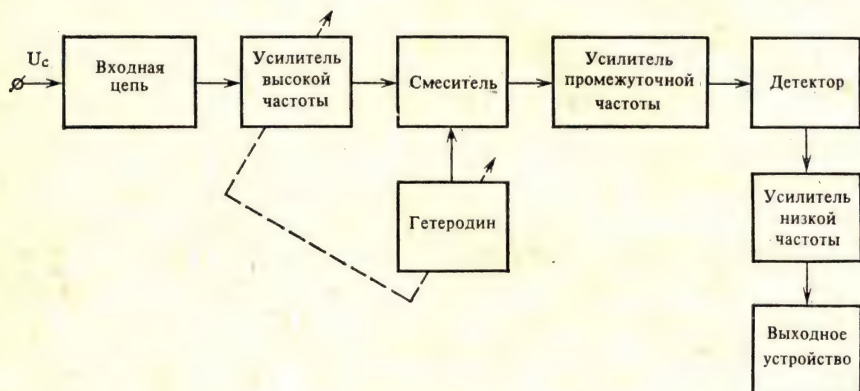 Uc
Входная
цепь
Усилитель
высокой
частоты
Смеситель
Усилитель
промежуточной
частоты
Детектор
Гетеродин
Усилитель
низкой
частоты
Выходное
устройство